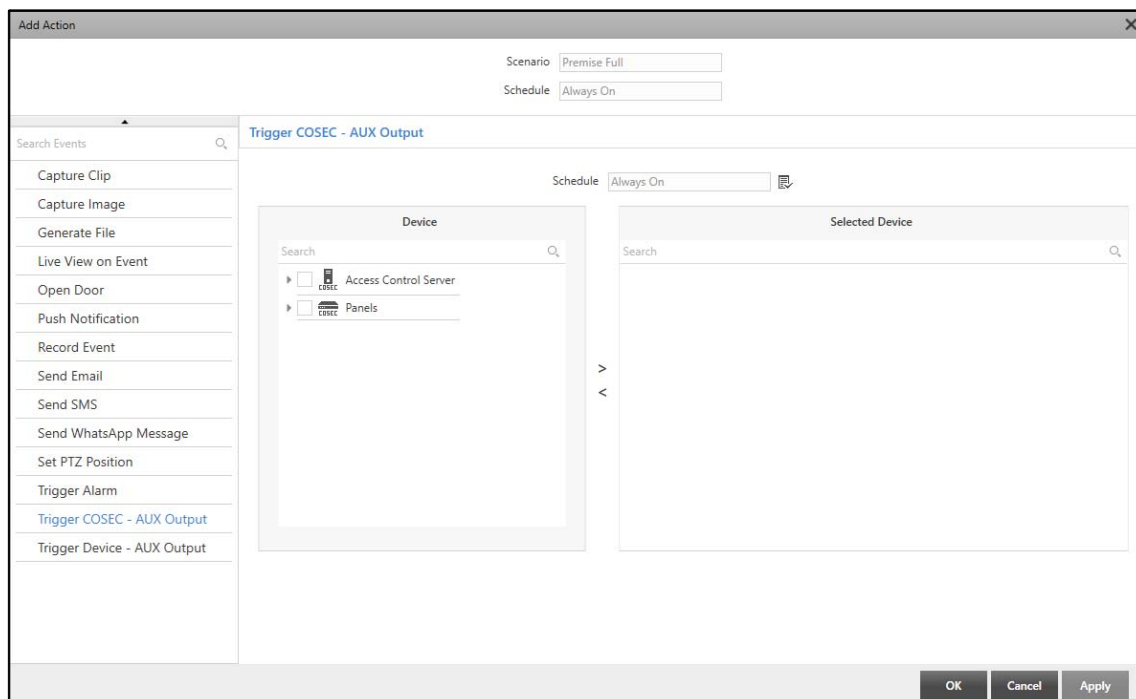 Add Action
Scenario Premise Full
Schedule Always On
Search Events
Capture Clip
Capture Image
Generate File
Live View on Event
Open Door
Push Notification
Record Event
Send Email
Send SMS
Send WhatsApp Message
Set PTZ Position
Trigger Alarm
Trigger COSEC - AUX Output
Trigger Device - AUX Output
Trigger COSEC - AUX Output
Schedule Always On
Device
Search
COSEC Access Control Server
COSEC Panels
>
<
Selected Device
Search
OK Cancel Apply